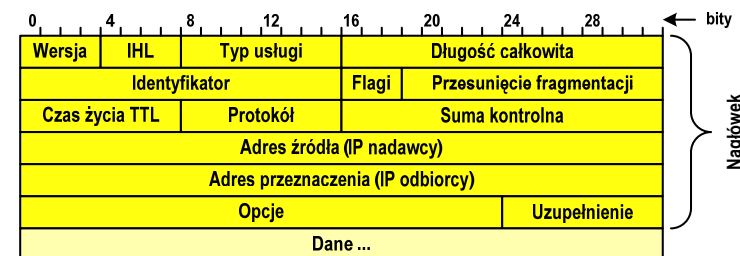 0 4 8 12 16 20 24 28 bity
Wersja IHL Typ usługi Długość całkowita
Identyfikator Flagi Przesunięcie fragmentacji
Czas życia TTL Protokół Suma kontrolna
Adres źródła (IP nadawcy)
Adres przeznaczenia (IP odbiorcy)
Opcje Uzupełnienie
Dane ...
Nagłówek